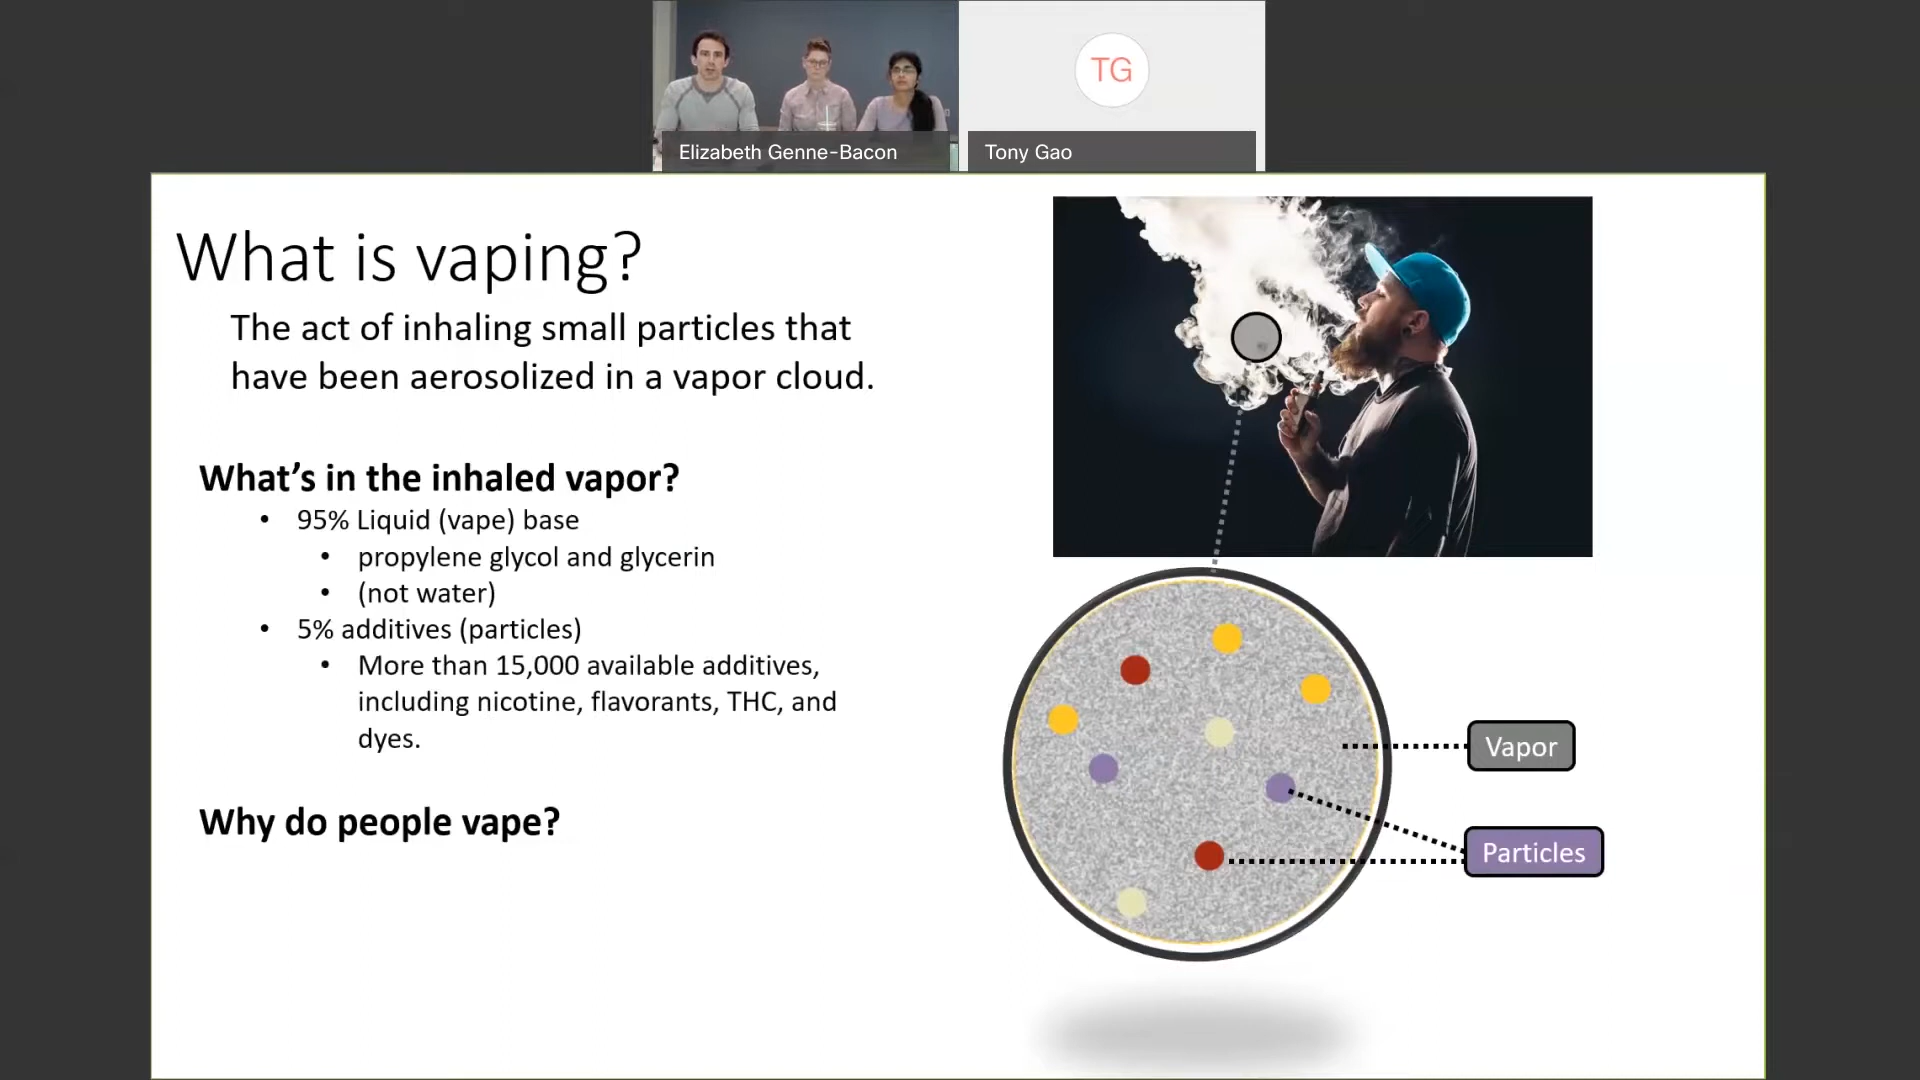 TG
Elizabeth Genne-Bacon
Tony Gao
What is vaping?
The act of inhaling small particles that
have been aerosolized in a vapor cloud.
What’s in the inhaled vapor?
• 95% Liquid (vape) base
• propylene glycol and glycerin
• (not water)
• 5% additives (particles)
• More than 15,000 available additives,
including nicotine, flavorants, THC, and
dyes.
Why do people vape?
Vapor
Particles